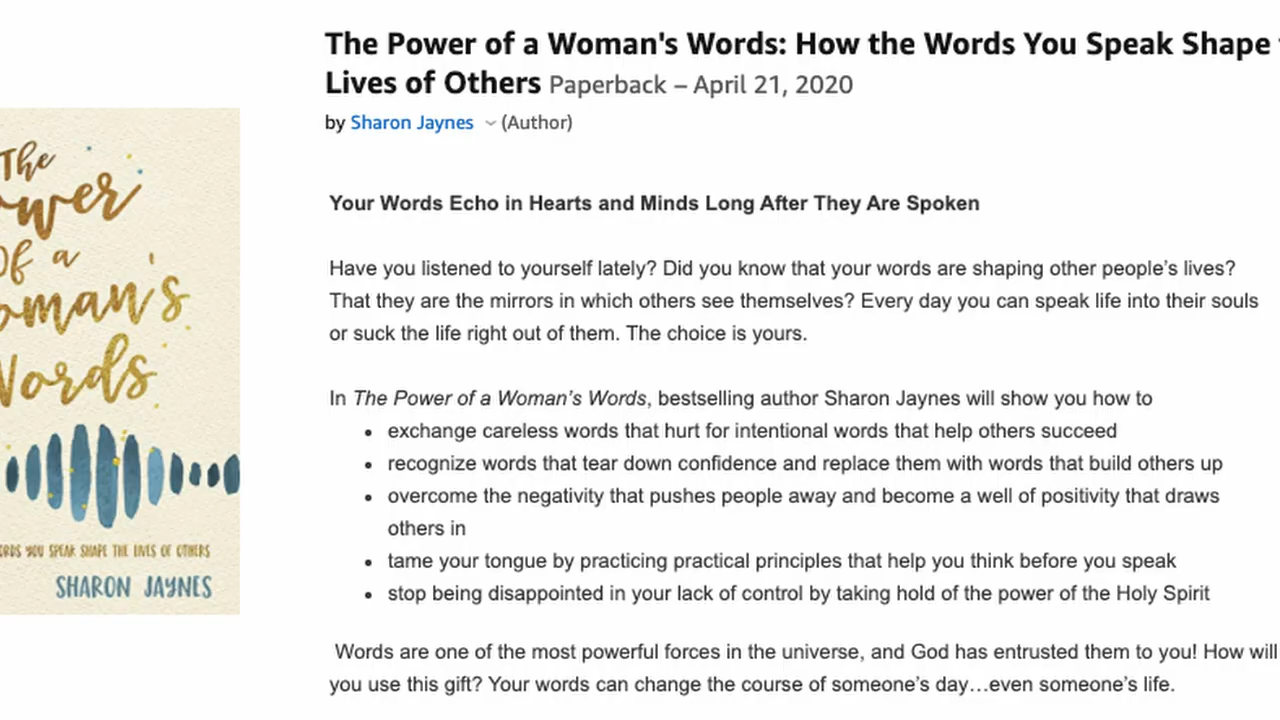 The Power of a Woman's Words: How the Words You Speak Shape
Lives of Others Paperback – April 21, 2020
by Sharon Jaynes (Author)
The
of a
Words
WORDS YOU SPEAK SHAPE THE LIVES OF OTHERS
SHARON JAYNES
Your Words Echo in Hearts and Minds Long After They Are Spoken
Have you listened to yourself lately? Did you know that your words are shaping other people’s lives?
That they are the mirrors in which others see themselves? Every day you can speak life into their souls
or suck the life right out of them. The choice is yours.
In The Power of a Woman’s Words, bestselling author Sharon Jaynes will show you how to
• exchange careless words that hurt for intentional words that help others succeed
• recognize words that tear down confidence and replace them with words that build others up
• overcome the negativity that pushes people away and become a well of positivity that draws
others in
• tame your tongue by practicing practical principles that help you think before you speak
• stop being disappointed in your lack of control by taking hold of the power of the Holy Spirit
Words are one of the most powerful forces in the universe, and God has entrusted them to you! How will
you use this gift? Your words can change the course of someone’s day…even someone’s life.